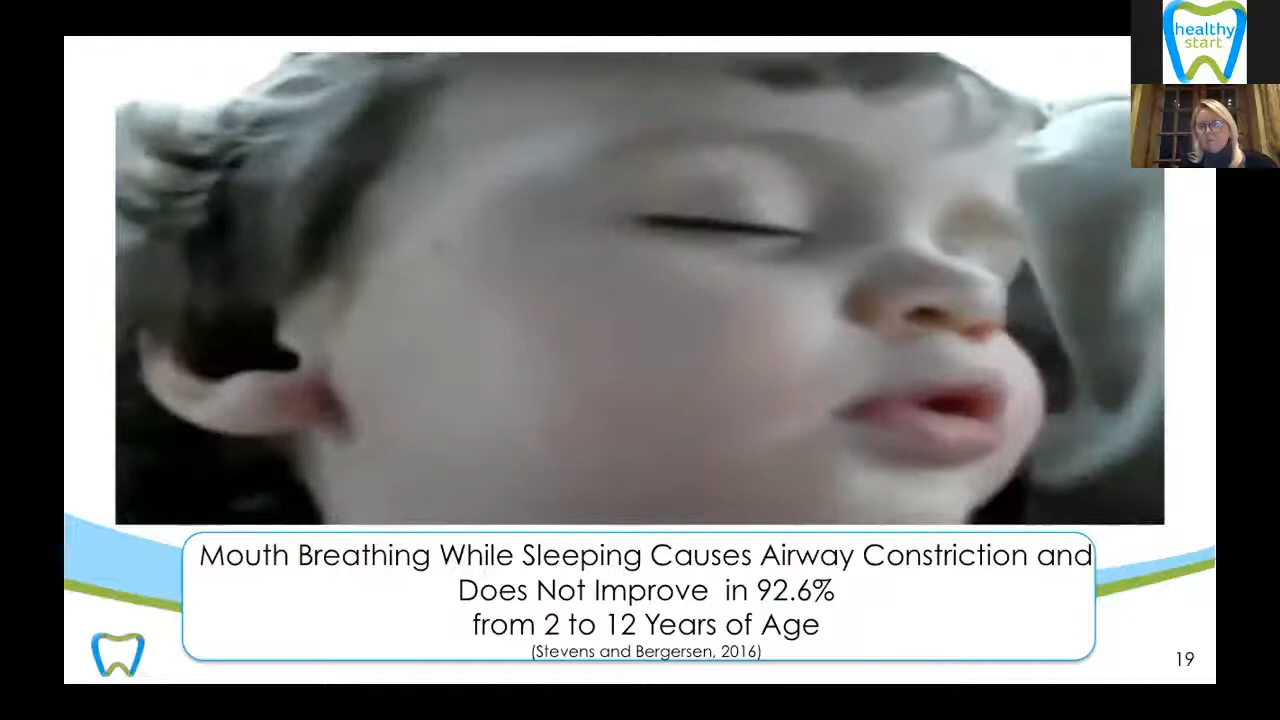 healthy
start
Mouth Breathing While Sleeping Causes Airway Constriction and
Does Not Improve in 92.6%
from 2 to 12 Years of Age
(Stevens and Bergersen, 2016)
19